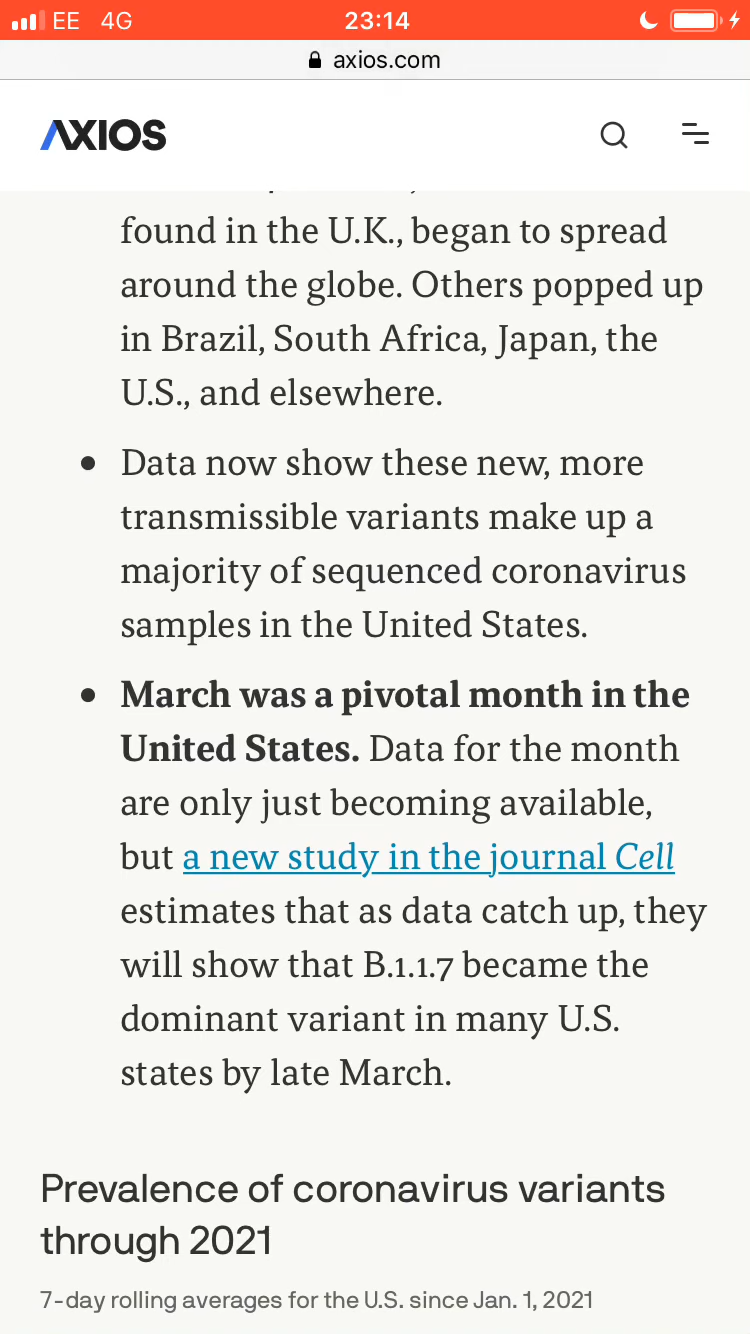 EE 4G 23:14
axios.com
AXIOS
found in the U.K., began to spread
around the globe. Others popped up
in Brazil, South Africa, Japan, the
U.S., and elsewhere.
• Data now show these new, more
transmissible variants make up a
majority of sequenced coronavirus
samples in the United States.
• March was a pivotal month in the
United States. Data for the month
are only just becoming available,
but a new study in the journal Cell
estimates that as data catch up, they
will show that B.1.1.7 became the
dominant variant in many U.S.
states by late March.
Prevalence of coronavirus variants
through 2021
7-day rolling averages for the U.S. since Jan. 1, 2021